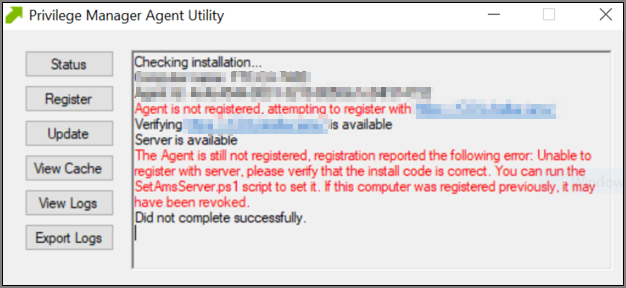 Privilege Manager Agent Utility
Status
Register
Update
View Cache
View Logs
Export Logs
Checking installation...
Agent is not registered, attempting to register with
Verifying is available
Server is available
The Agent is still not registered, registration reported the following error: Unable to
register with server, please verify that the install code is correct. You can run the
SetAmsServer.ps1 script to set it. If this computer was registered previously, it may
have been revoked.
Did not complete successfully.
Window